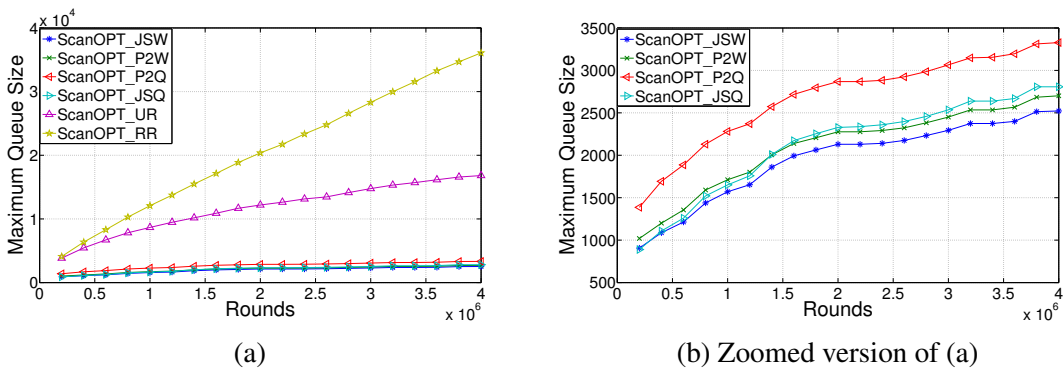 x 10^4
4
3
2
1
0
Maximum Queue Size
ScanOPT_JSW
ScanOPT_P2W
ScanOPT_P2Q
ScanOPT_JSQ
ScanOPT_UR
ScanOPT_RR
0 0.5 1 1.5 2 2.5 3 3.5 4
Rounds
x 10^6
(a)
3500
3000
2500
2000
1500
1000
500
Maximum Queue Size
ScanOPT_JSW
ScanOPT_P2W
ScanOPT_P2Q
ScanOPT_JSQ
0 0.5 1 1.5 2 2.5 3 3.5 4
Rounds
x 10^6
(b) Zoomed version of (a)